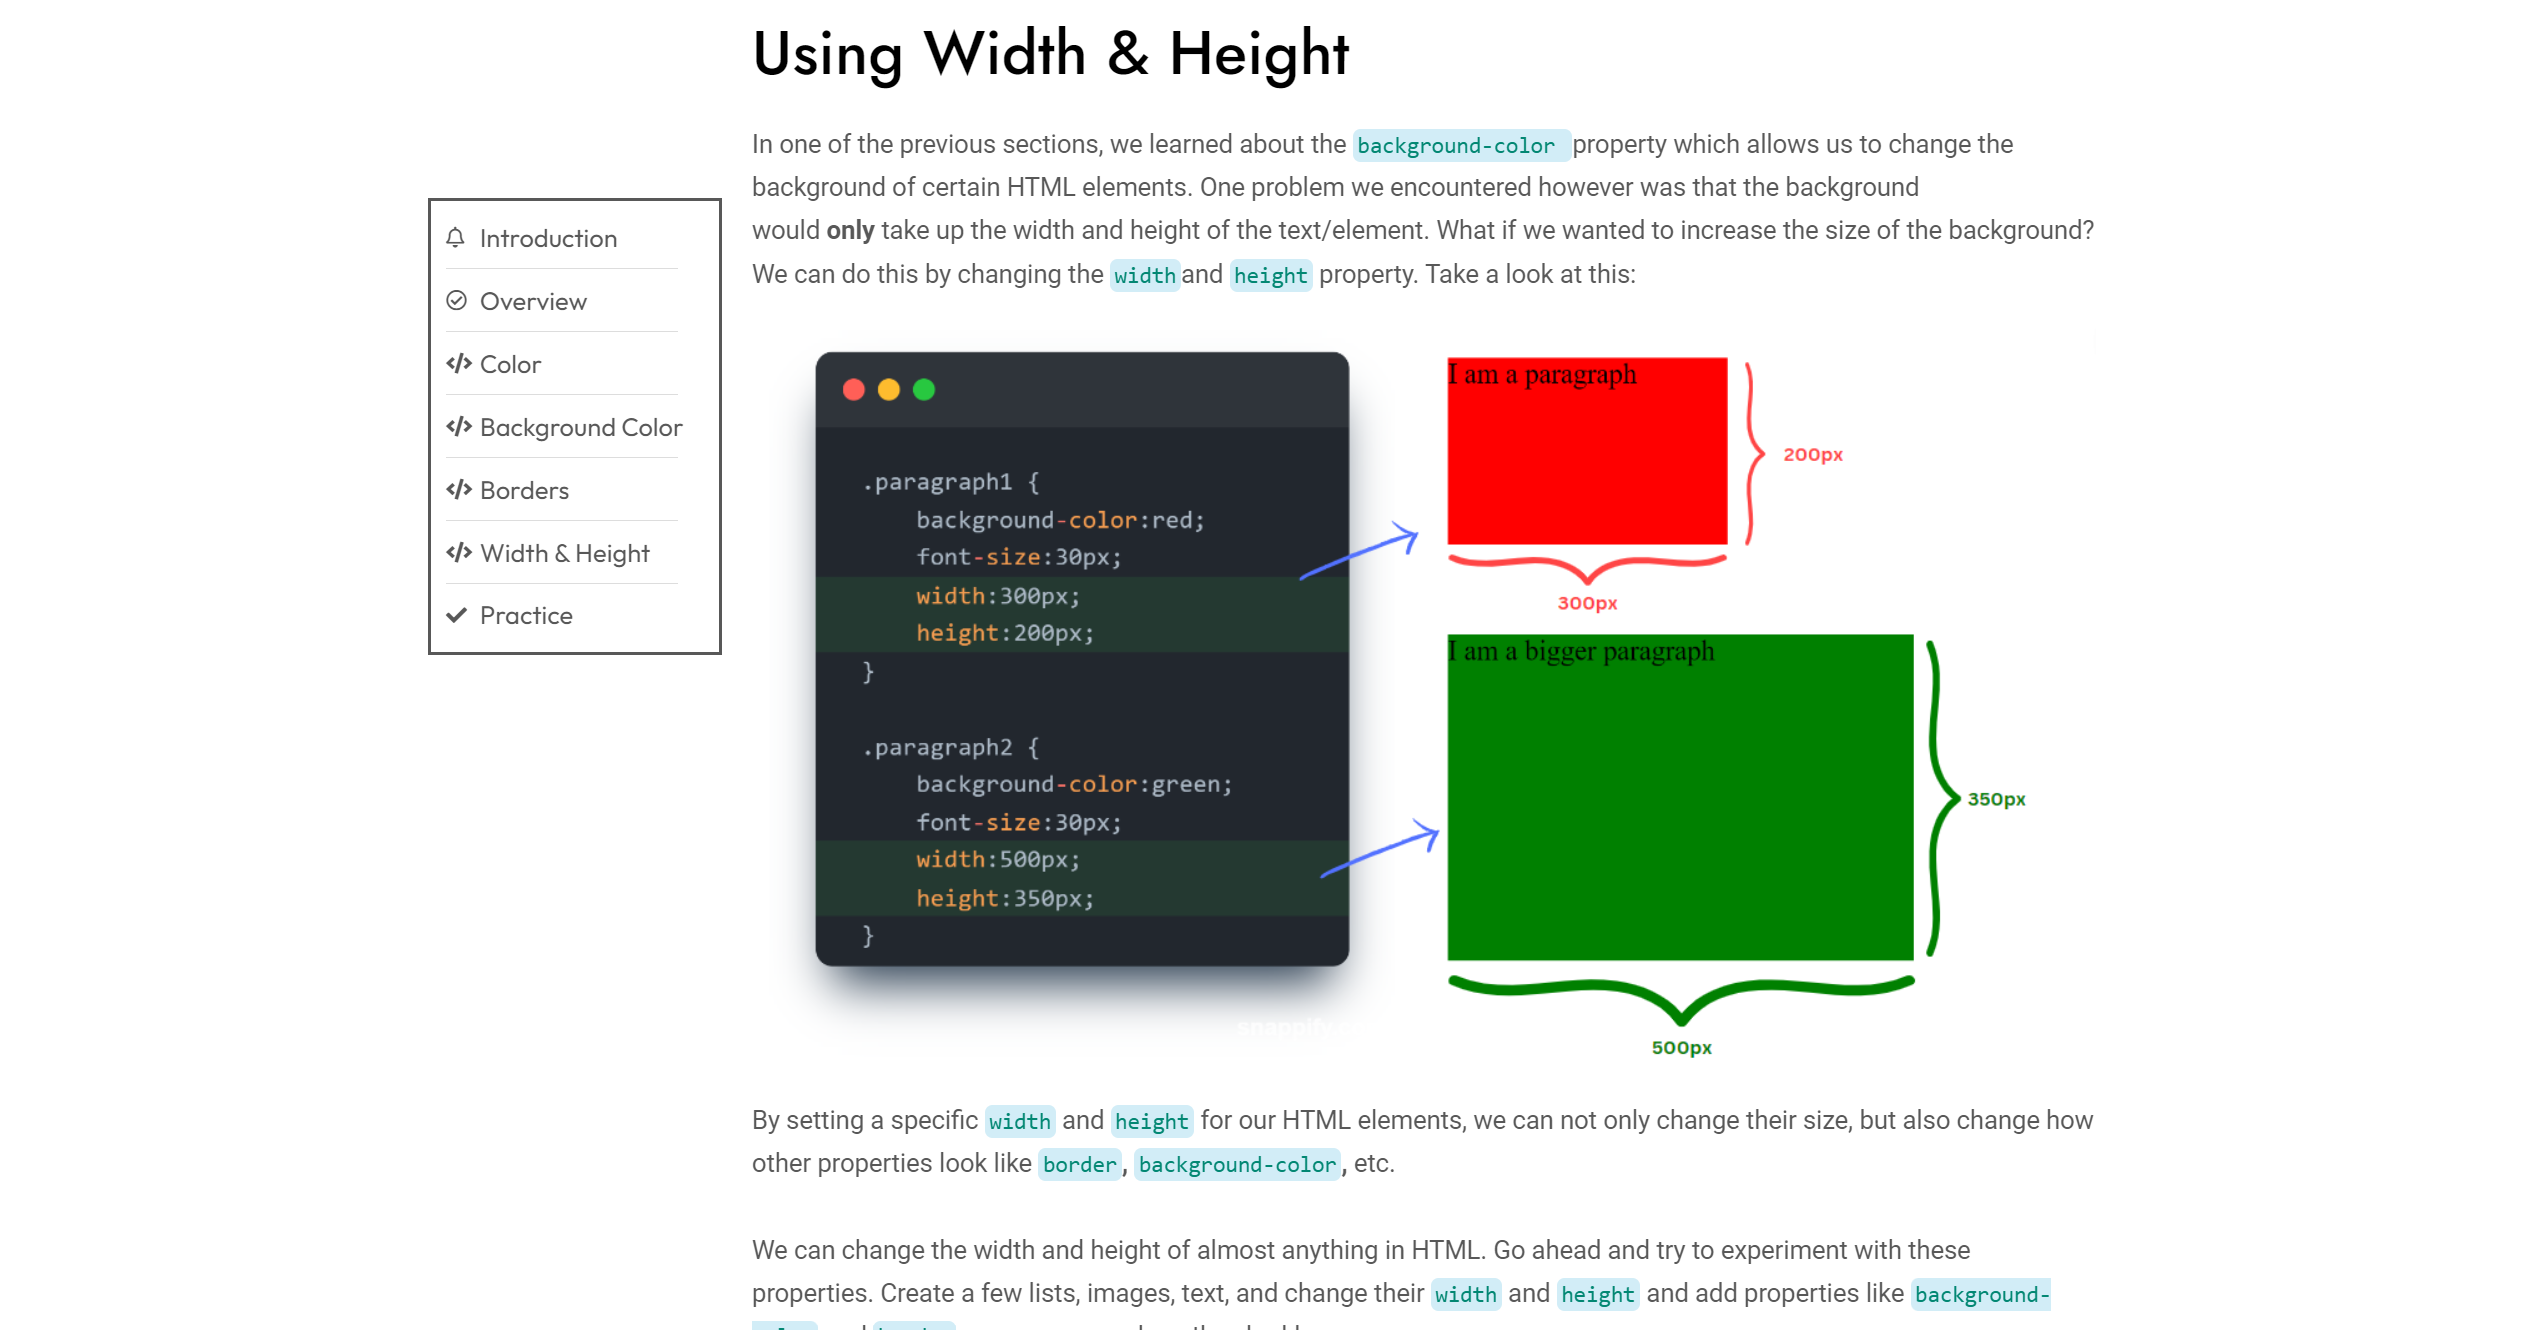 Using Width & Height
In one of the previous sections, we learned about the background-color property which allows us to change the
background of certain HTML elements. One problem we encountered however was that the background
would only take up the width and height of the text/element. What if we wanted to increase the size of the background?
We can do this by changing the width and height property. Take a look at this:
Introduction
Overview
</> Color
</> Background Color
</> Borders
</> Width & Height
Practice
.paragraph1 {
background-color:red;
font-size:30px;
width:300px;
height:200px;
}
.paragraph2 {
background-color:green;
font-size:30px;
width:500px;
height:350px;
}
I am a paragraph
200px
300px
I am a bigger paragraph
350px
500px
snappify
By setting a specific width and height for our HTML elements, we can not only change their size, but also change how
other properties look like border, background-color, etc.
We can change the width and height of almost anything in HTML. Go ahead and try to experiment with these
properties. Create a few lists, images, text, and change their width and height and add properties like background-